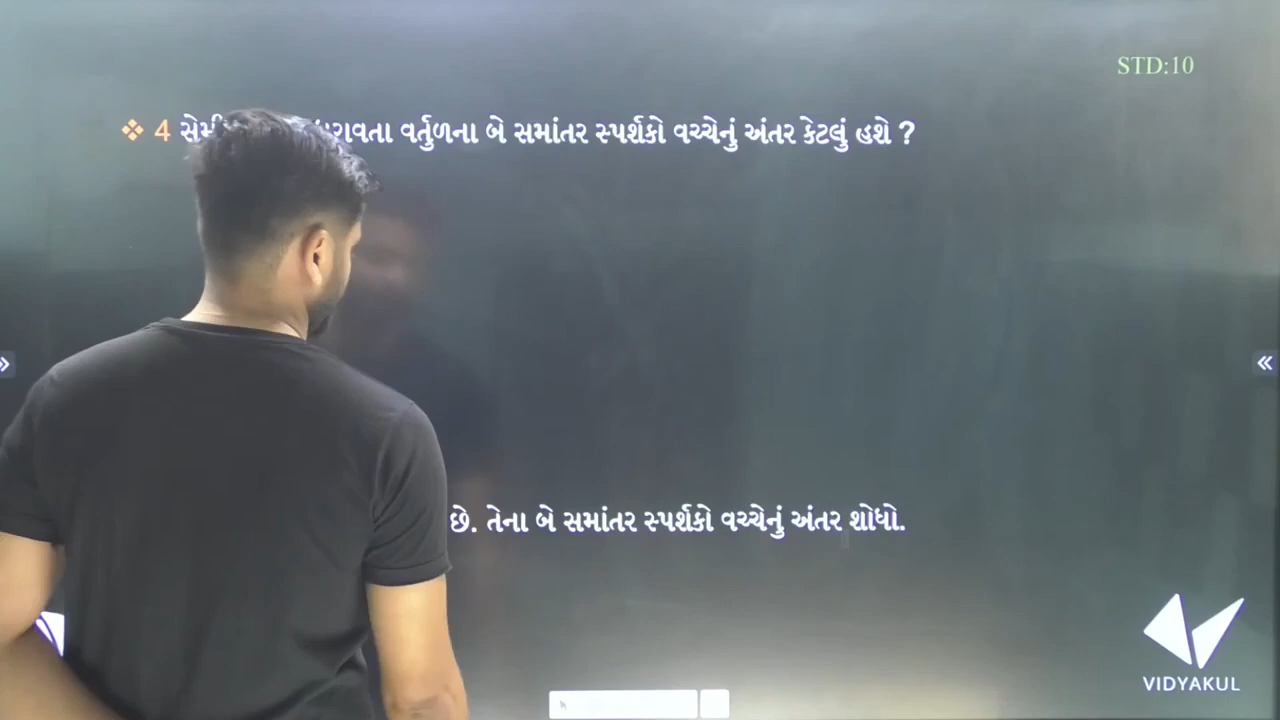 STD:10
❖ 4 વર્તુળના બે સમાંતર સ્પર્શકો વચ્ચેનું અંતર કેટલું હશે ?
છે. તેના બે સમાંતર સ્પર્શકો વચ્ચેનું અંતર શોધો.
VIDYAKUL